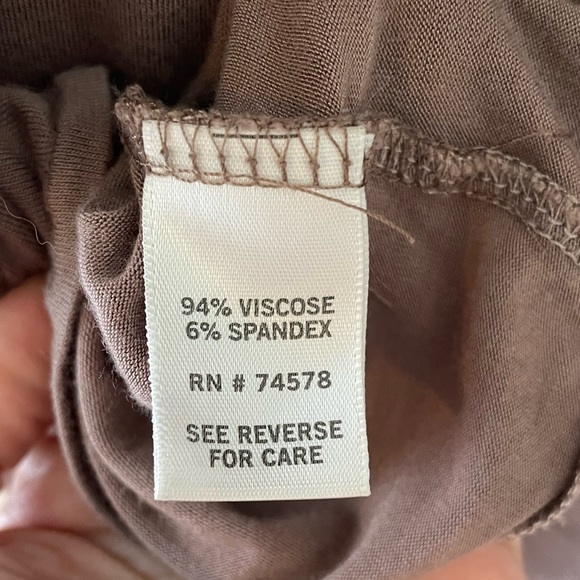 94% VISCOSE
6% SPANDEX
RN # 74578
SEE REVERSE
FOR CARE